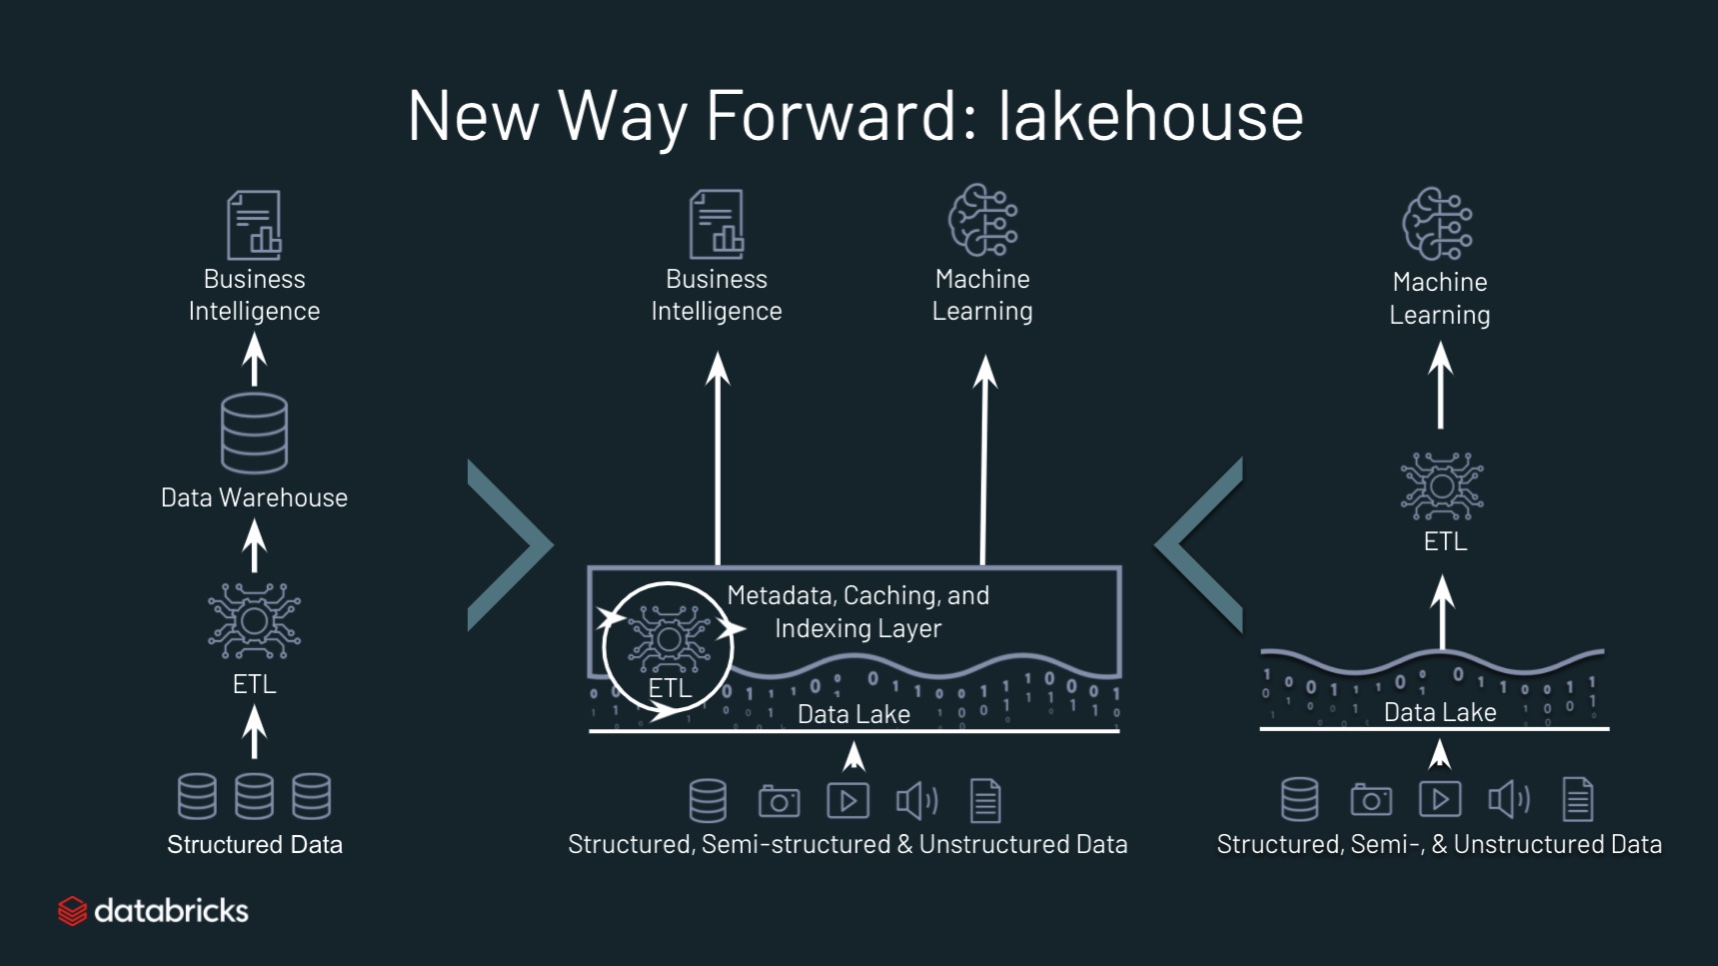 New Way Forward: lakehouse
Business
Intelligence
Data Warehouse
ETL
Structured Data
Business
Intelligence
Machine
Learning
Metadata, Caching, and
Indexing Layer
ETL
Data Lake
Structured, Semi-structured & Unstructured Data
Machine
Learning
ETL
Data Lake
Structured, Semi-, & Unstructured Data
databricks